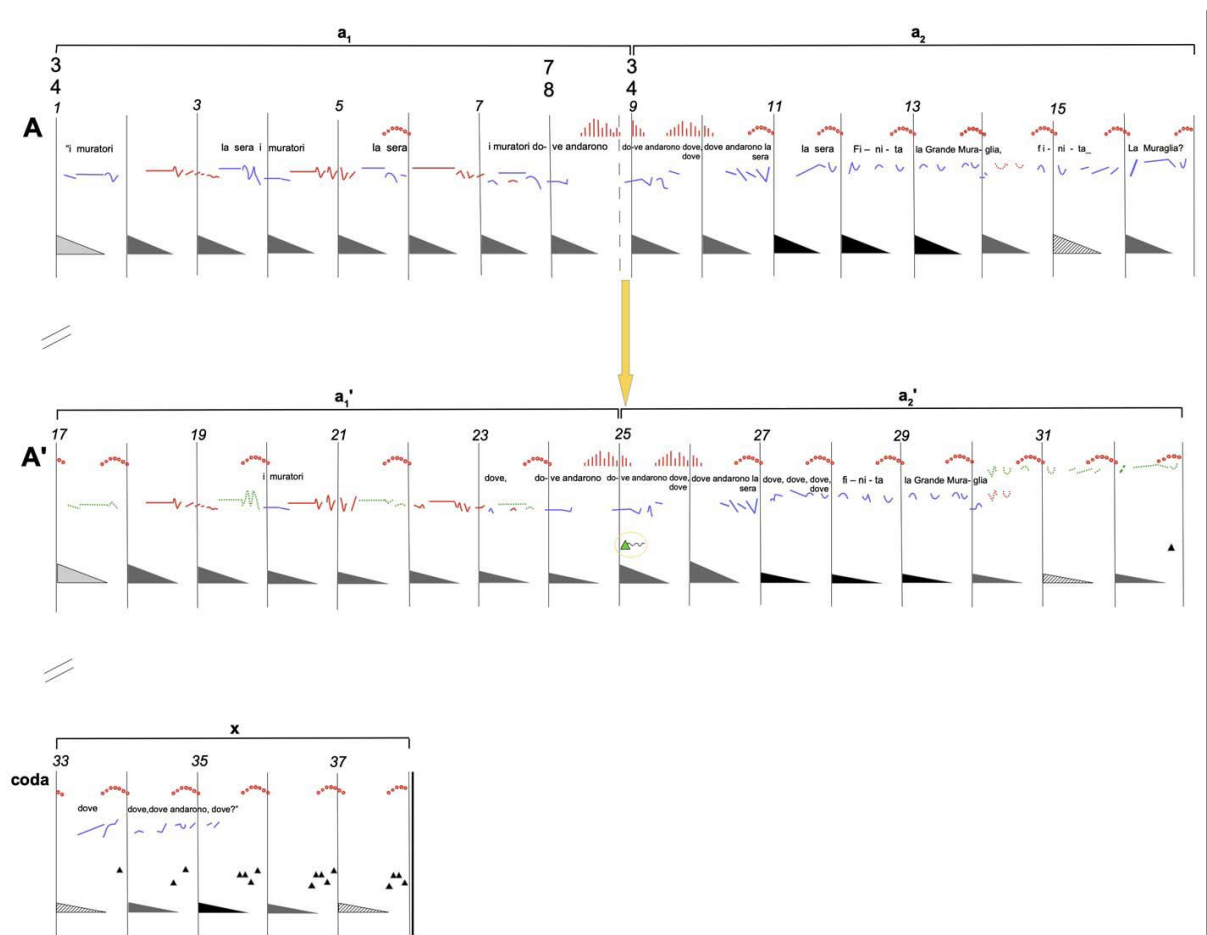 a₁ a₂
3 7 3
4 8 4
1 3 5 7 9 11 13 15
A
"i muratori la sera i muratori la sera i muratori do- ve andarono do-ve andarono dove, dove andarono la la sera Fi – ni - ta la Grande Mura- glia, f i - ni - ta_ La Muraglia?
dove sera
a₁' a₂'
17 19 21 23 25 27 29 31
A'
i muratori dove, do- ve andarono do- ve andarono dove, dove andarono la dove, dove, dove, fi – ni - ta la Grande Mura- glia
dove sera dove
x
33 35 37
coda
dove dove,dove andarono, dove?"